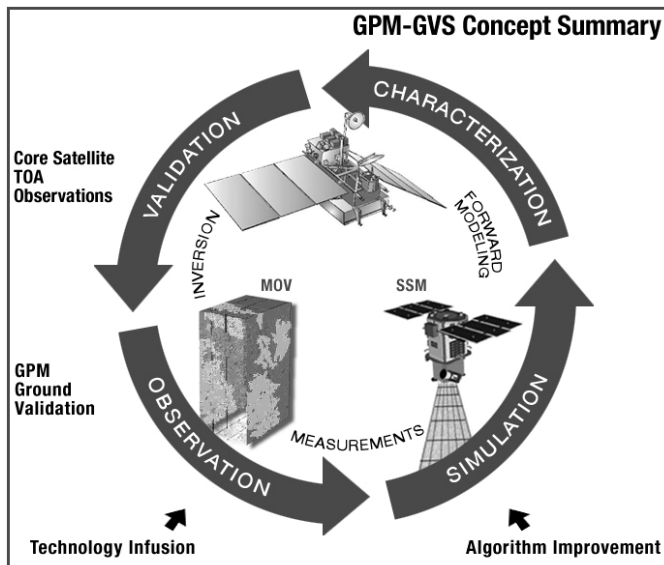 GPM-GVS Concept Summary
CHARACTERIZATION
VALIDATION
Core Satellite
TOA
Observations
FORWARD
MODELING
INVERSION
MOV
SSM
GPM
Ground
Validation
OBSERVATION
MEASUREMENTS
SIMULATION
Technology Infusion
Algorithm Improvement